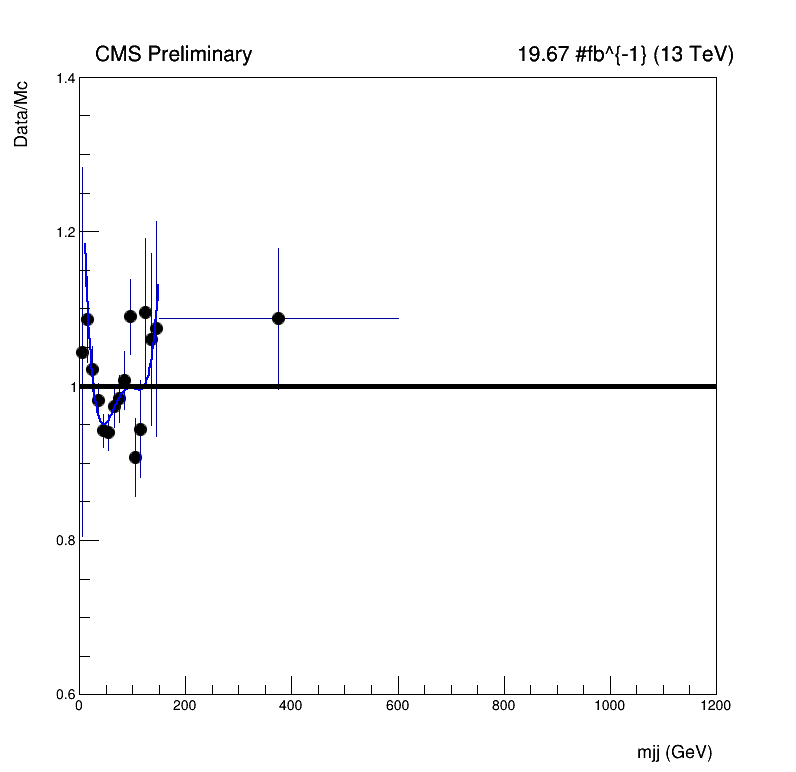 CMS Preliminary
19.67 #fb^{-1} (13 TeV)
Data/Mc
1.4
1.2
1
0.8
0.6
0 200 400 600 800 1000 1200
mjj (GeV)